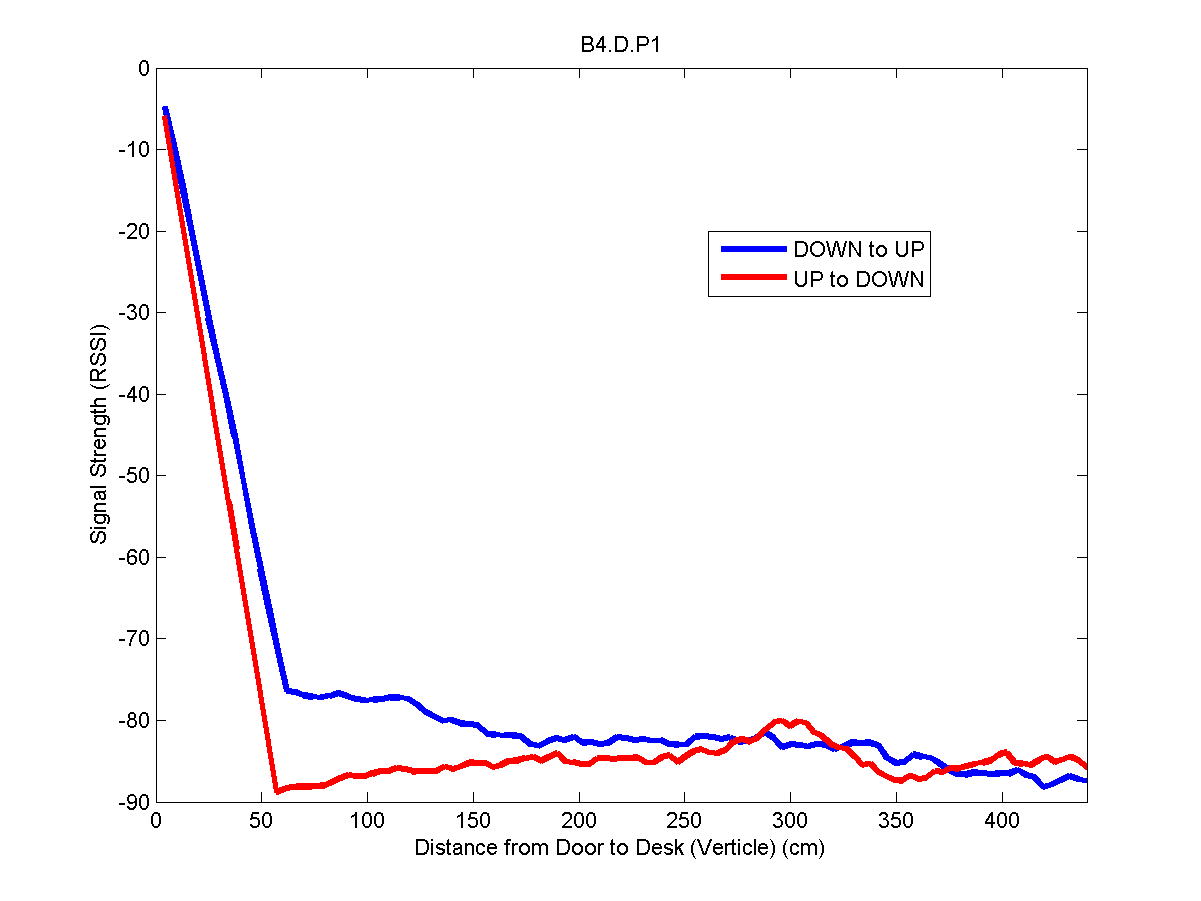 B4.D.P1
0
-10
-20
-30
-40
-50
-60
-70
-80
-90
Signal Strength (RSSI)
DOWN to UP
UP to DOWN
0 50 100 150 200 250 300 350 400
Distance from Door to Desk (Verticle) (cm)